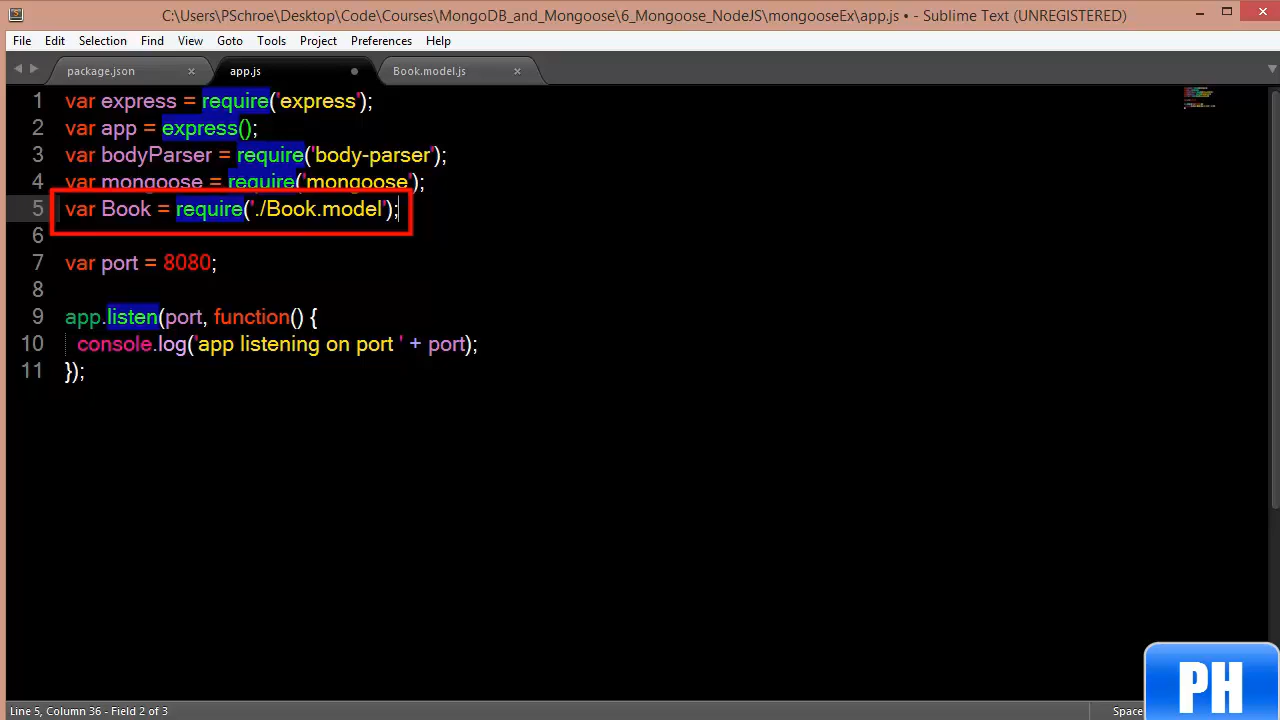 C:\Users\PSchroe\Desktop\Code\Courses\MongoDB_and_Mongoose\6_Mongoose_NodeJS\mongooseEx\app.js • - Sublime Text (UNREGISTERED)
File Edit Selection Find View Goto Tools Project Preferences Help
package.json app.js Book.model.js
1 var express = require('express');
2 var app = express();
3 var bodyParser = require('body-parser');
4 var mongoose = require('mongoose');
5 var Book = require('./Book.model');
6
7 var port = 8080;
8
9 app.listen(port, function() {
10 console.log('app listening on port ' + port);
11 });
PH
Line 5, Column 36 - Field 2 of 3 Space